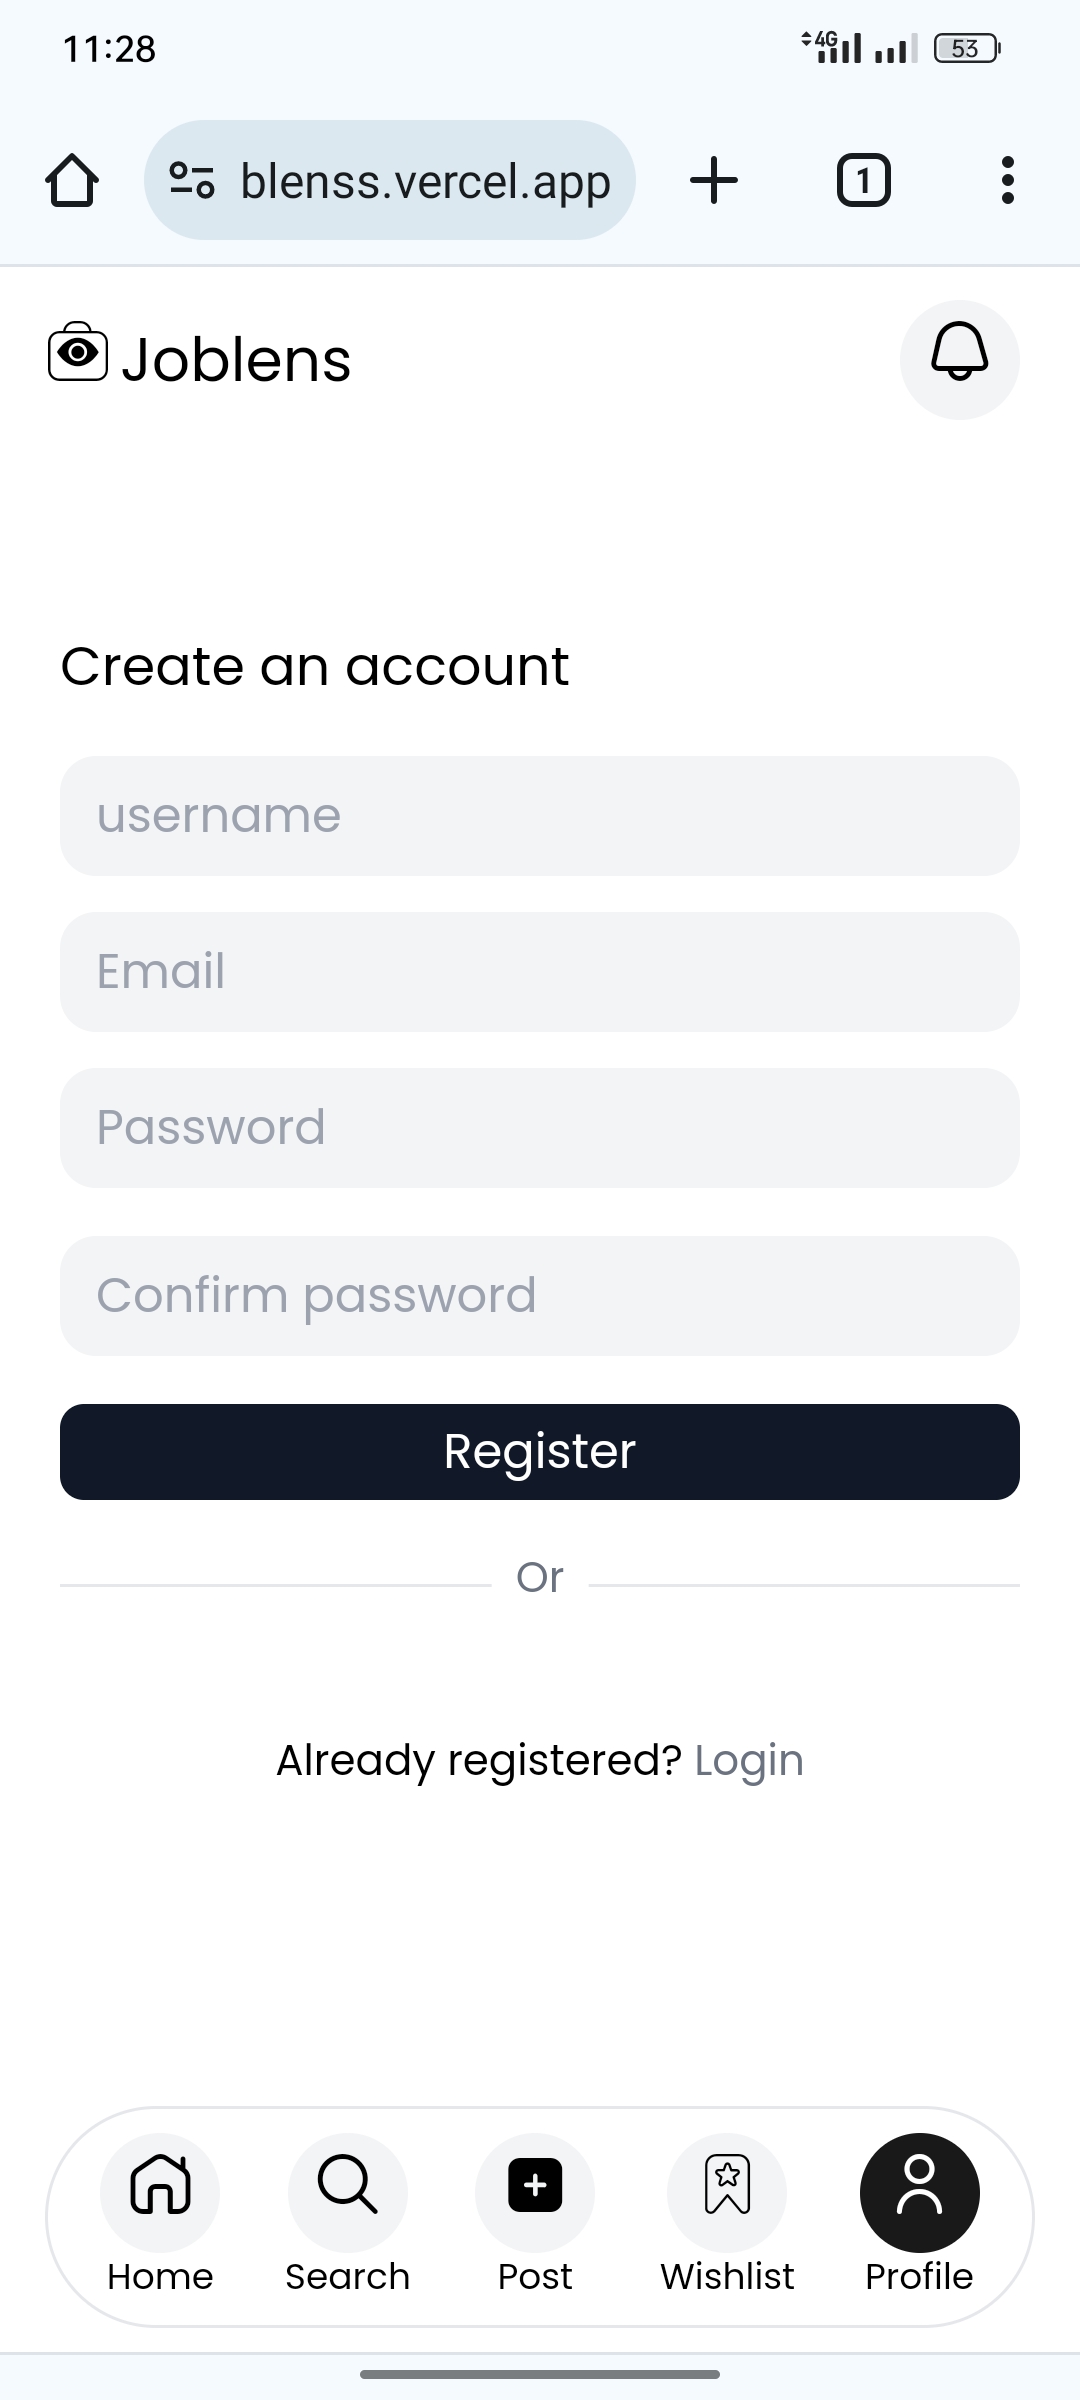 11:28
4G
53
blenss.vercel.app
1
Joblens
Create an account
username
Email
Password
Confirm password
Register
Or
Already registered? Login
Home
Search
Post
Wishlist
Profile